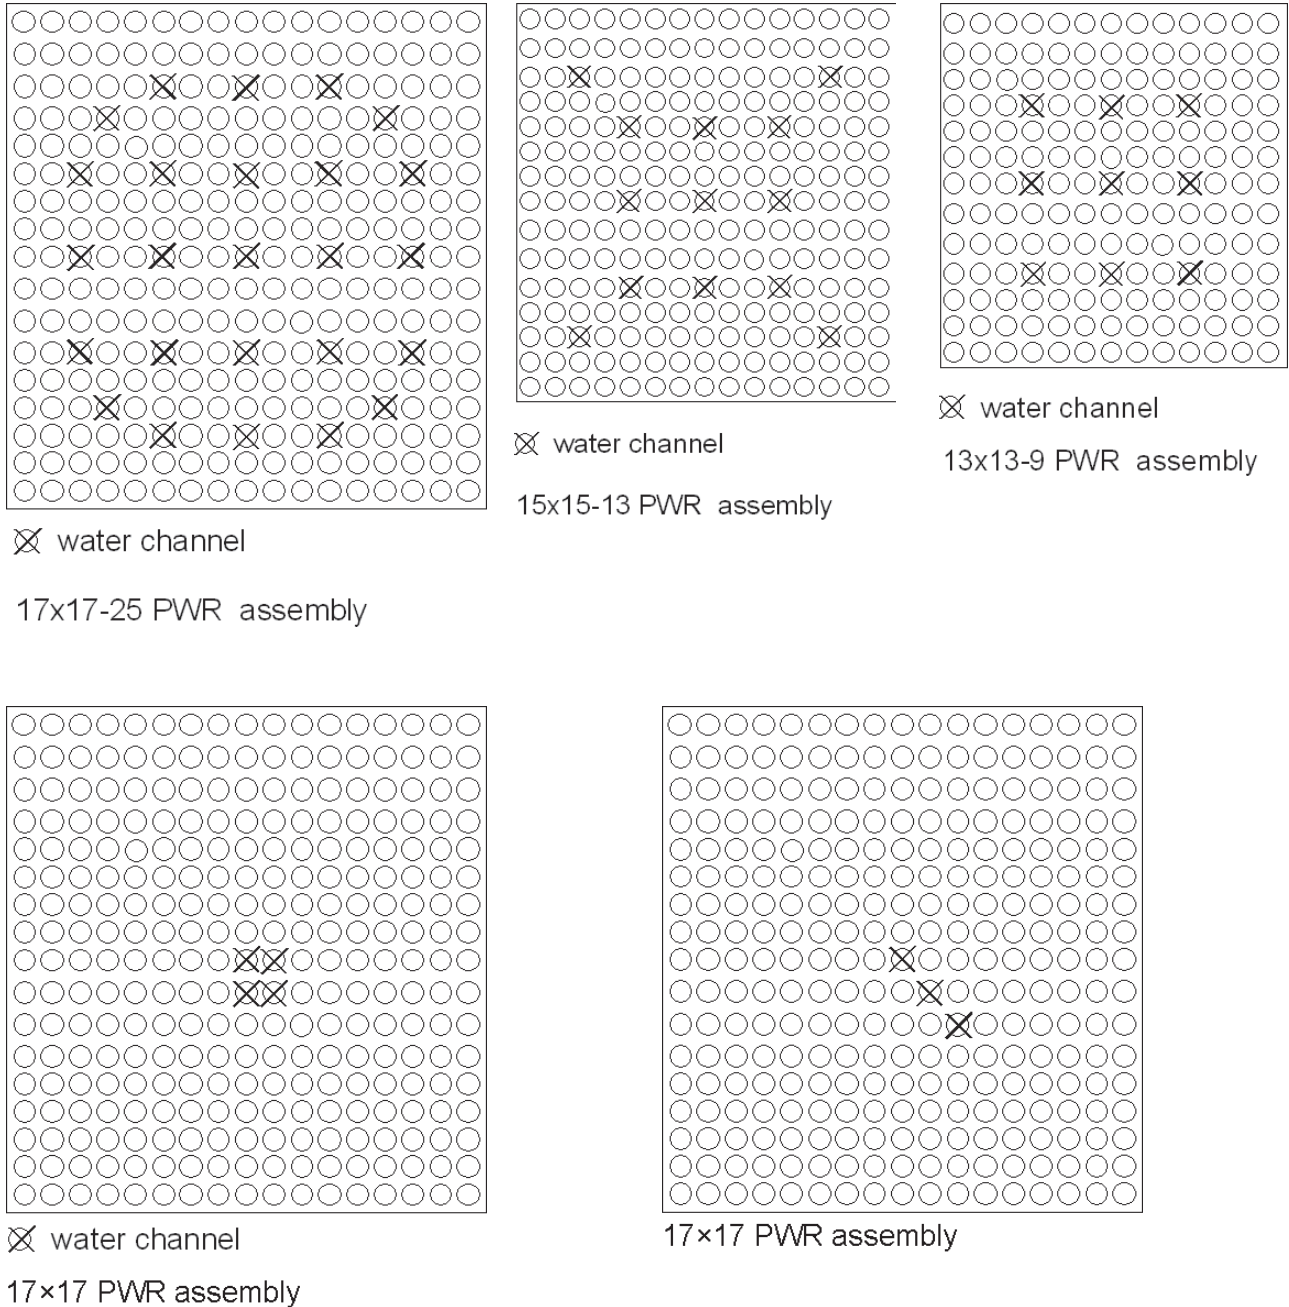 water channel
17x17-25 PWR assembly
water channel
15x15-13 PWR assembly
water channel
13x13-9 PWR assembly
water channel
17×17 PWR assembly
17×17 PWR assembly